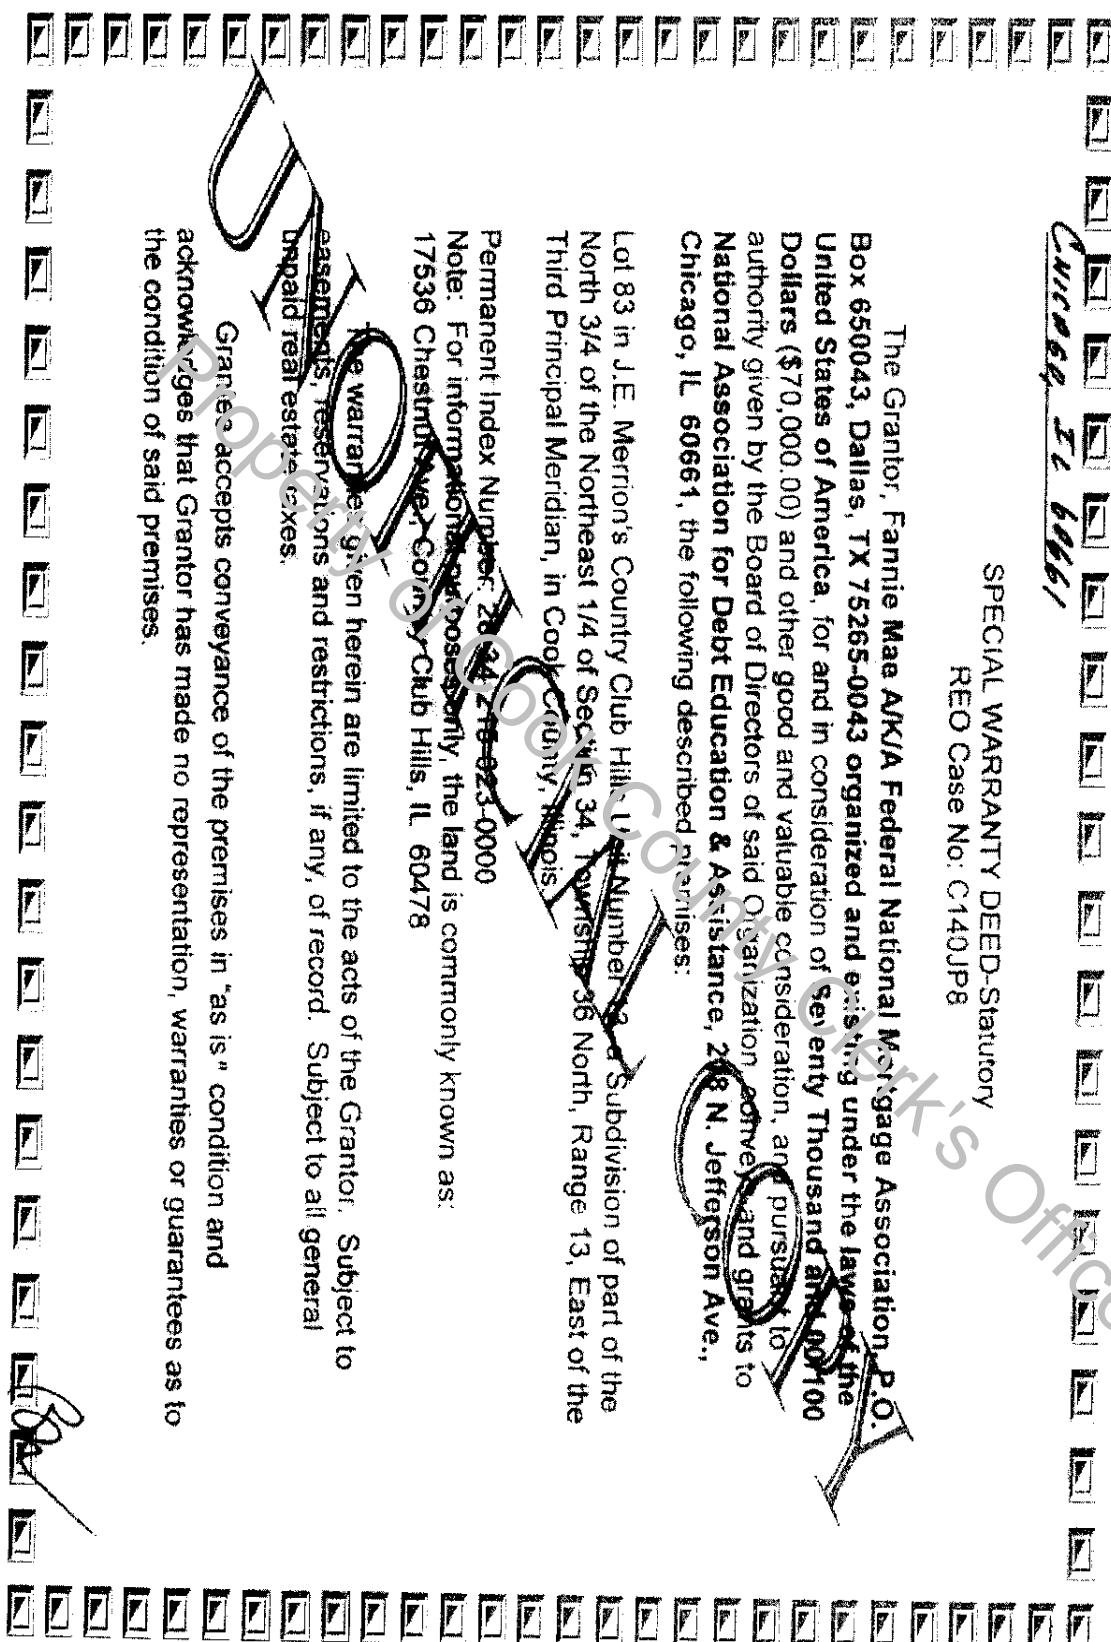 CHICAGO, IL 60661
SPECIAL WARRANTY DEED-Statutory
REO Case No: C140JP8
The Grantor, Fannie Mae A/K/A Federal National Mortgage Association, P.O.
Box 650043, Dallas, TX 75265-0043 organized and existing under the laws of the
United States of America, for and in consideration of Seventy Thousand and 00/100
Dollars ($70,000.00) and other good and valuable consideration, and pursuant to
authority given by the Board of Directors of said Organization, conveys and grants to
National Association for Debt Education & Assistance, 218 N. Jefferson Ave.,
Chicago, IL 60661, the following described premises:
Lot 83 in J.E. Merrion's Country Club Hills Unit Number a Subdivision of part of the
North 3/4 of the Northeast 1/4 of Section 34, Township 36 North, Range 13, East of the
Third Principal Meridian, in Cook County, Illinois.
Permanent Index Number: 28-34-215-023-0000
Note: For informational purposes only, the land is commonly known as:
17536 Chestnut Ave., Country Club Hills, IL 60478
The warranties given herein are limited to the acts of the Grantor. Subject to
easements, reservations and restrictions, if any, of record. Subject to all general
unpaid real estate taxes.
Grantee accepts conveyance of the premises in "as is" condition and
acknowledges that Grantor has made no representation, warranties or guarantees as to
the condition of said premises.
UNOFFICIAL COPY
Property of Cook County Clerk's Office